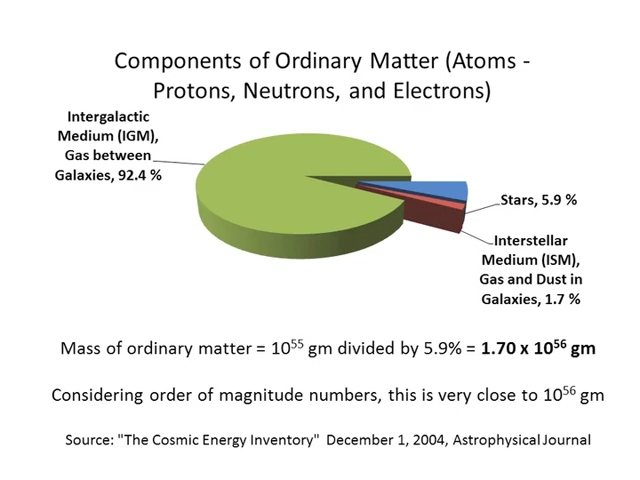 Components of Ordinary Matter (Atoms -
Protons, Neutrons, and Electrons)
Intergalactic
Medium (IGM),
Gas between
Galaxies, 92.4 %
Stars, 5.9 %
Interstellar
Medium (ISM),
Gas and Dust in
Galaxies, 1.7 %
Mass of ordinary matter = 10⁵⁵ gm divided by 5.9% = 1.70 x 10⁵⁶ gm
Considering order of magnitude numbers, this is very close to 10⁵⁶ gm
Source: "The Cosmic Energy Inventory" December 1, 2004, Astrophysical Journal